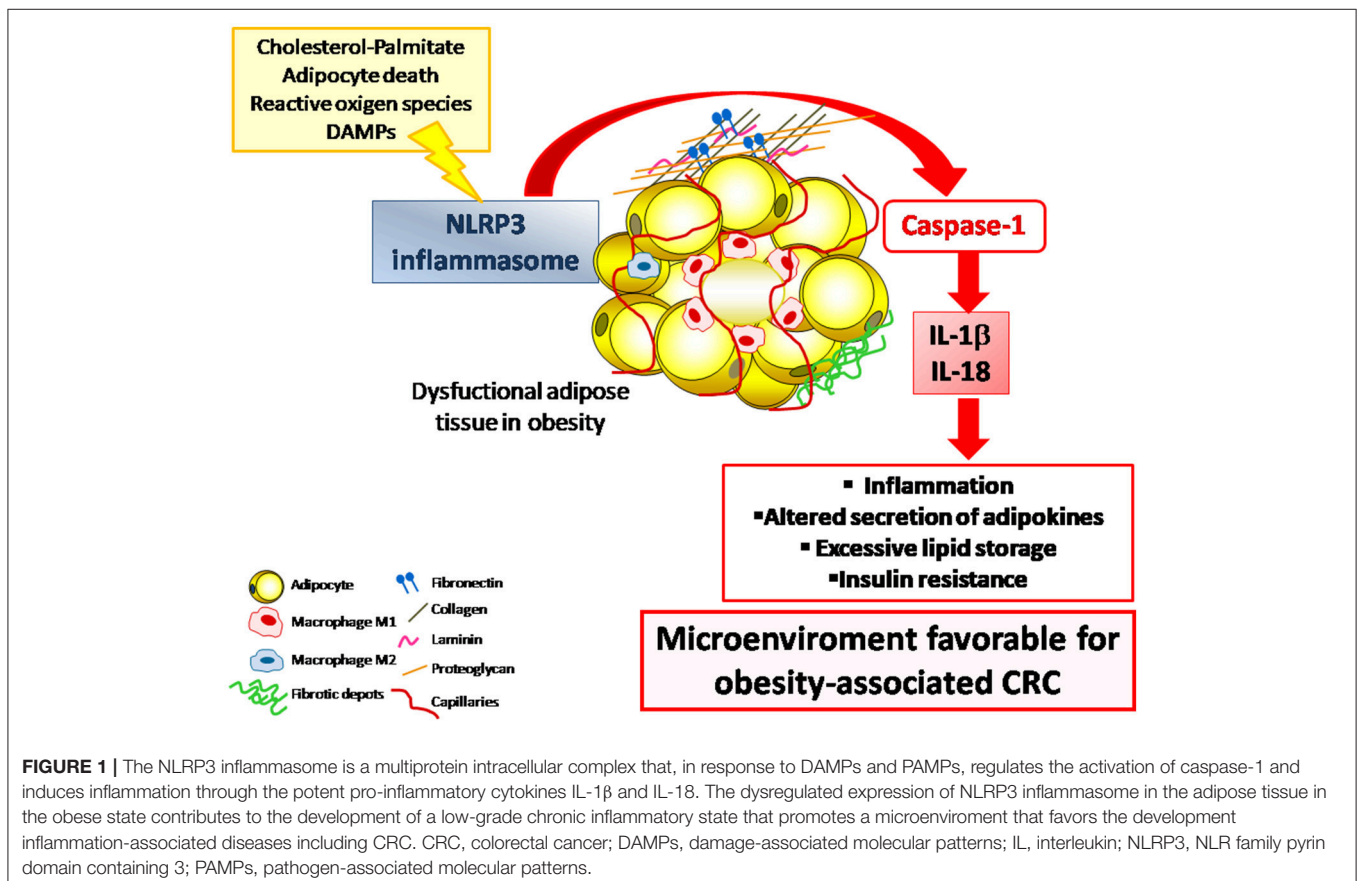 Cholesterol-Palmitate
Adipocyte death
Reactive oxigen species
DAMPs
NLRP3
inflammasome
Caspase-1
IL-1β
IL-18
Dysfuctional adipose
tissue in obesity
▪ Inflammation
▪Altered secretion of adipokines
▪ Excessive lipid storage
▪Insulin resistance
Microenviroment favorable for
obesity-associated CRC
Adipocyte
Macrophage M1
Macrophage M2
Fibrotic depots
Fibronectin
Collagen
Laminin
Proteoglycan
Capillaries
FIGURE 1 | The NLRP3 inflammasome is a multiprotein intracellular complex that, in response to DAMPs and PAMPs, regulates the activation of caspase-1 and
induces inflammation through the potent pro-inflammatory cytokines IL-1β and IL-18. The dysregulated expression of NLRP3 inflammasome in the adipose tissue in
the obese state contributes to the development of a low-grade chronic inflammatory state that promotes a microenviroment that favors the development
inflammation-associated diseases including CRC. CRC, colorectal cancer; DAMPs, damage-associated molecular patterns; IL, interleukin; NLRP3, NLR family pyrin
domain containing 3; PAMPs, pathogen-associated molecular patterns.